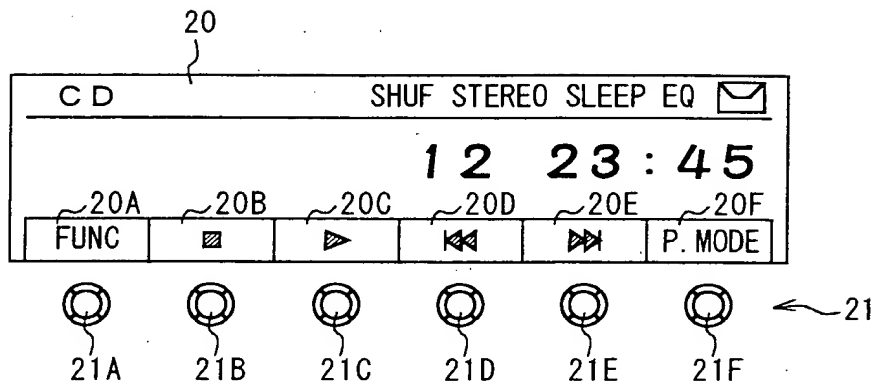 20
CD SHUF STEREO SLEEP EQ
12 23:45
20A 20B 20C 20D 20E 20F
FUNC P.MODE
21
21A 21B 21C 21D 21E 21F